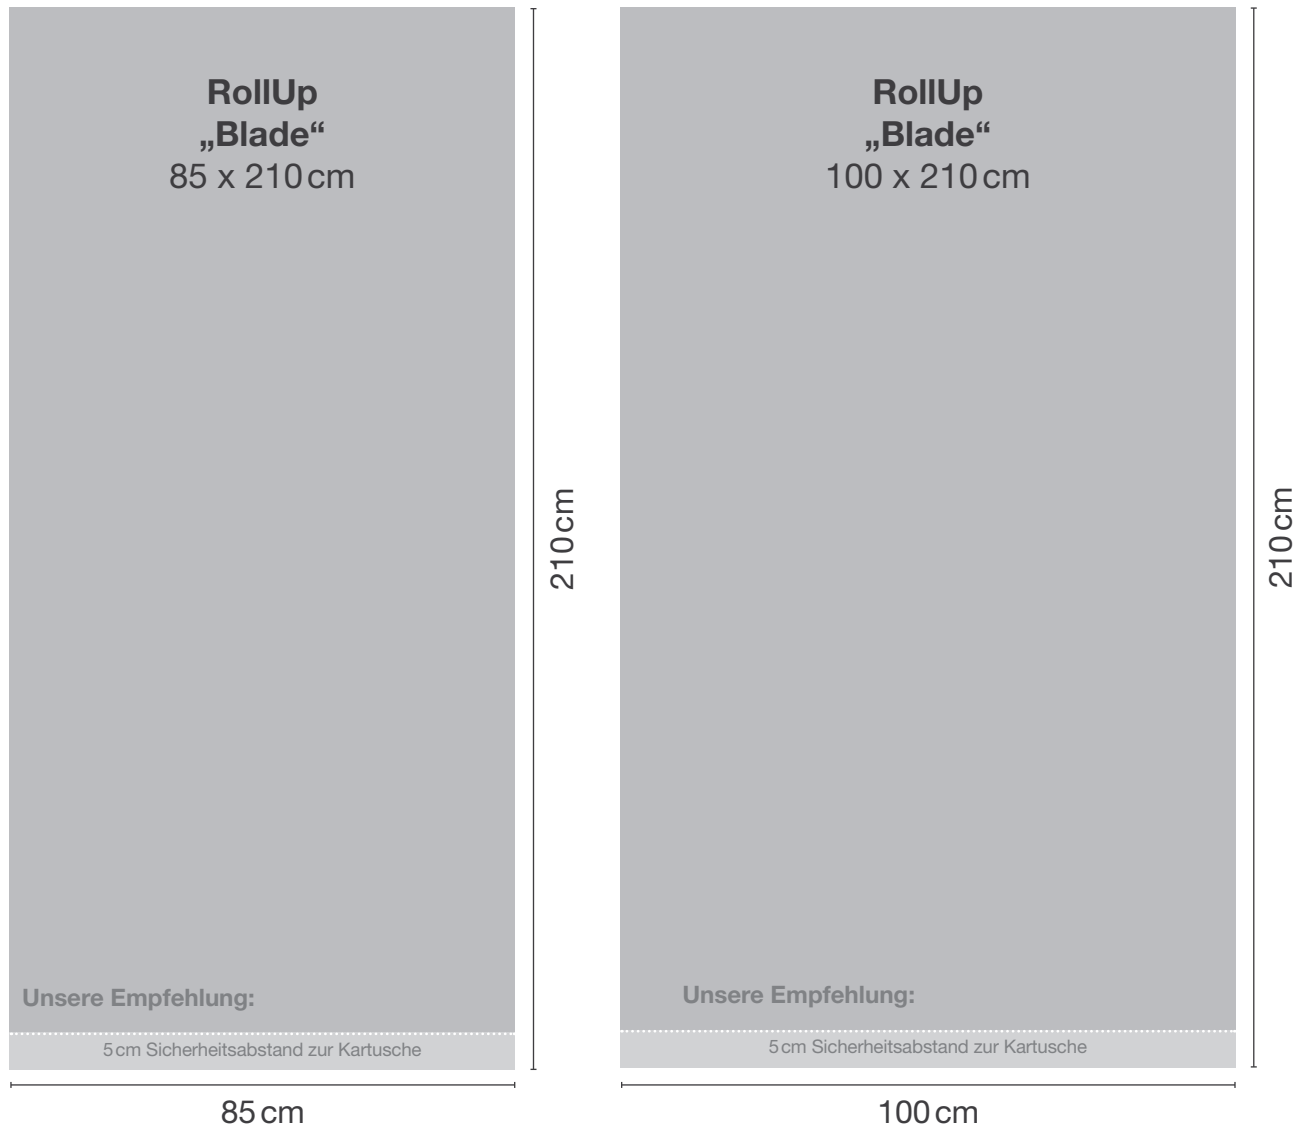 RollUp
„Blade“
85 x 210 cm
210 cm
Unsere Empfehlung:
5 cm Sicherheitsabstand zur Kartusche
85 cm
RollUp
„Blade“
100 x 210 cm
210 cm
Unsere Empfehlung:
5 cm Sicherheitsabstand zur Kartusche
100 cm